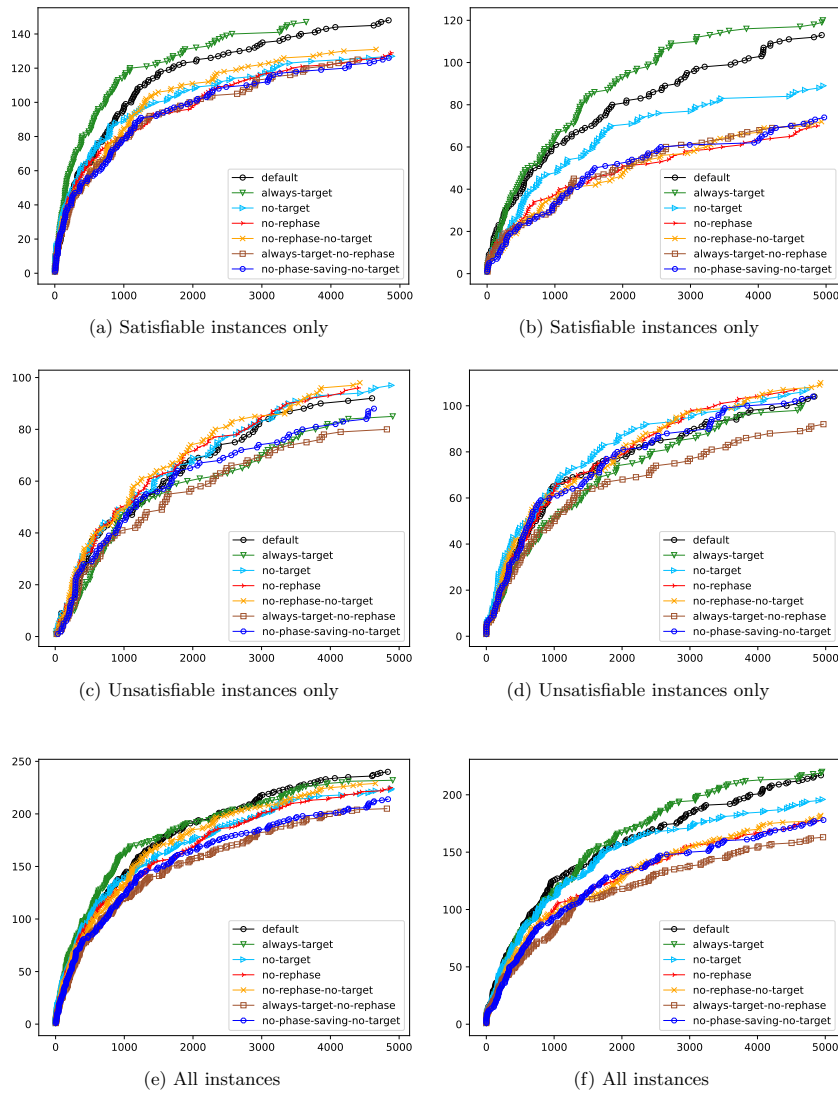 140
120
100
80
60
40
20
0
0 1000 2000 3000 4000 5000
default
always-target
no-target
no-rephase
no-rephase-no-target
always-target-no-rephase
no-phase-saving-no-target
(a) Satisfiable instances only
120
100
80
60
40
20
0
0 1000 2000 3000 4000 5000
default
always-target
no-target
no-rephase
no-rephase-no-target
always-target-no-rephase
no-phase-saving-no-target
(b) Satisfiable instances only
100
80
60
40
20
0
0 1000 2000 3000 4000 5000
default
always-target
no-target
no-rephase
no-rephase-no-target
always-target-no-rephase
no-phase-saving-no-target
(c) Unsatisfiable instances only
100
80
60
40
20
0
0 1000 2000 3000 4000 5000
default
always-target
no-target
no-rephase
no-rephase-no-target
always-target-no-rephase
no-phase-saving-no-target
(d) Unsatisfiable instances only
250
200
150
100
50
0
0 1000 2000 3000 4000 5000
default
always-target
no-target
no-rephase
no-rephase-no-target
always-target-no-rephase
no-phase-saving-no-target
(e) All instances
200
150
100
50
0
0 1000 2000 3000 4000 5000
default
always-target
no-target
no-rephase
no-rephase-no-target
always-target-no-rephase
no-phase-saving-no-target
(f) All instances